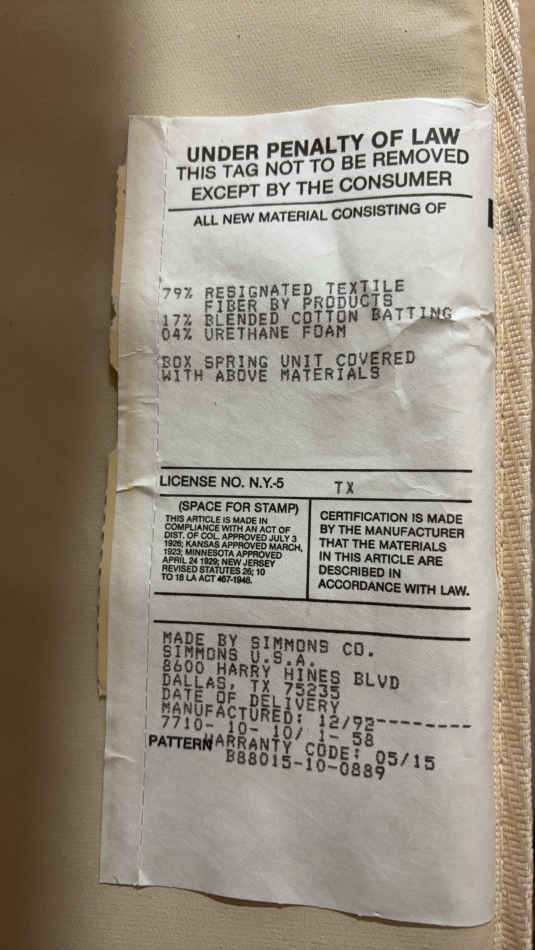 UNDER PENALTY OF LAW
THIS TAG NOT TO BE REMOVED
EXCEPT BY THE CONSUMER
ALL NEW MATERIAL CONSISTING OF
79% RESIGNATED TEXTILE
FIBER BY PRODUCTS
17% BLENDED COTTON BATTING
04% URETHANE FOAM
BOX SPRING UNIT COVERED
WITH ABOVE MATERIALS
LICENSE NO. N.Y.-5 TX
(SPACE FOR STAMP)
THIS ARTICLE IS MADE IN
COMPLIANCE WITH AN ACT OF
DIST. OF COL. APPROVED JULY 3
1926; KANSAS APPROVED MARCH,
1923; MINNESOTA APPROVED
APRIL 24 1929; NEW JERSEY
REVISED STATUTES 26; 10
TO 18 LA ACT 467-1948.
CERTIFICATION IS MADE
BY THE MANUFACTURER
THAT THE MATERIALS
IN THIS ARTICLE ARE
DESCRIBED IN
ACCORDANCE WITH LAW.
MADE BY SIMMONS CO.
SIMMONS U.S.A.
8600 HARRY HINES BLVD
DALLAS, TX 75235
DATE OF DELIVERY
MANUFACTURED: 12/92--------
7710- 10- 10/ 1- 58
PATTERN WARRANTY CODE: 05/15
B88015-10-0889